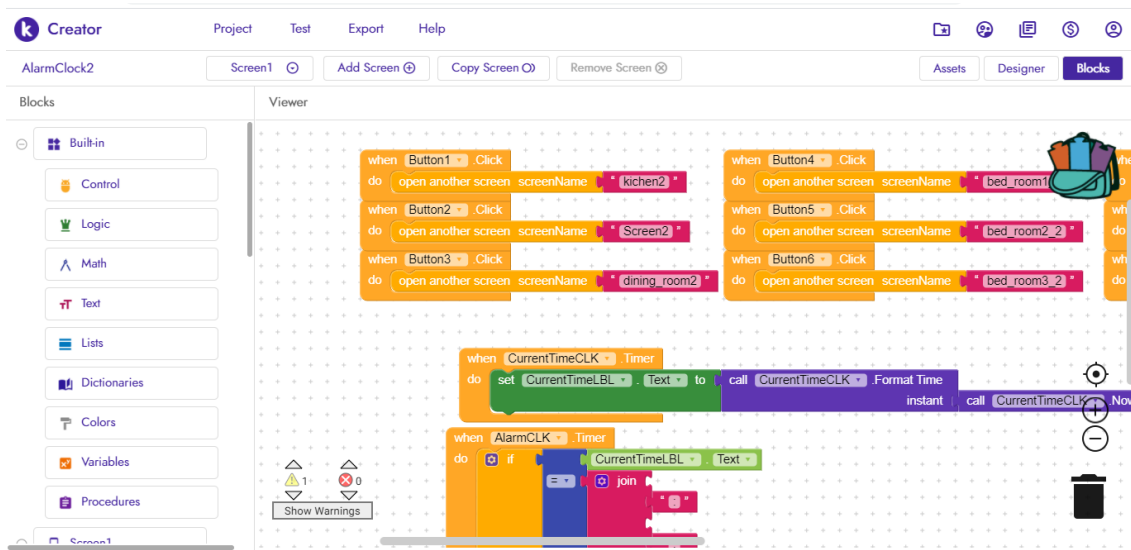 Creator
Project Test Export Help
AlarmClock2
Screen1 Add Screen Copy Screen Remove Screen
Assets Designer Blocks
Blocks
Viewer
Built-in
Control
Logic
Math
Text
Lists
Dictionaries
Colors
Variables
Procedures
Screen1
when Button1 .Click
do open another screen screenName " kichen2 "
when Button2 .Click
do open another screen screenName " Screen2 "
when Button3 .Click
do open another screen screenName " dining_room2 "
when Button4 .Click
do open another screen screenName " bed_room1
when Button5 .Click
do open another screen screenName " bed_room2_2 "
when Button6 .Click
do open another screen screenName " bed_room3_2 "
when CurrentTimeCLK .Timer
do set CurrentTimeLBL . Text to call CurrentTimeCLK .Format Time
instant call CurrentTimeCLK .Now
when AlarmCLK .Timer
do if CurrentTimeLBL . Text
= join
" : "
1 0
Show Warnings